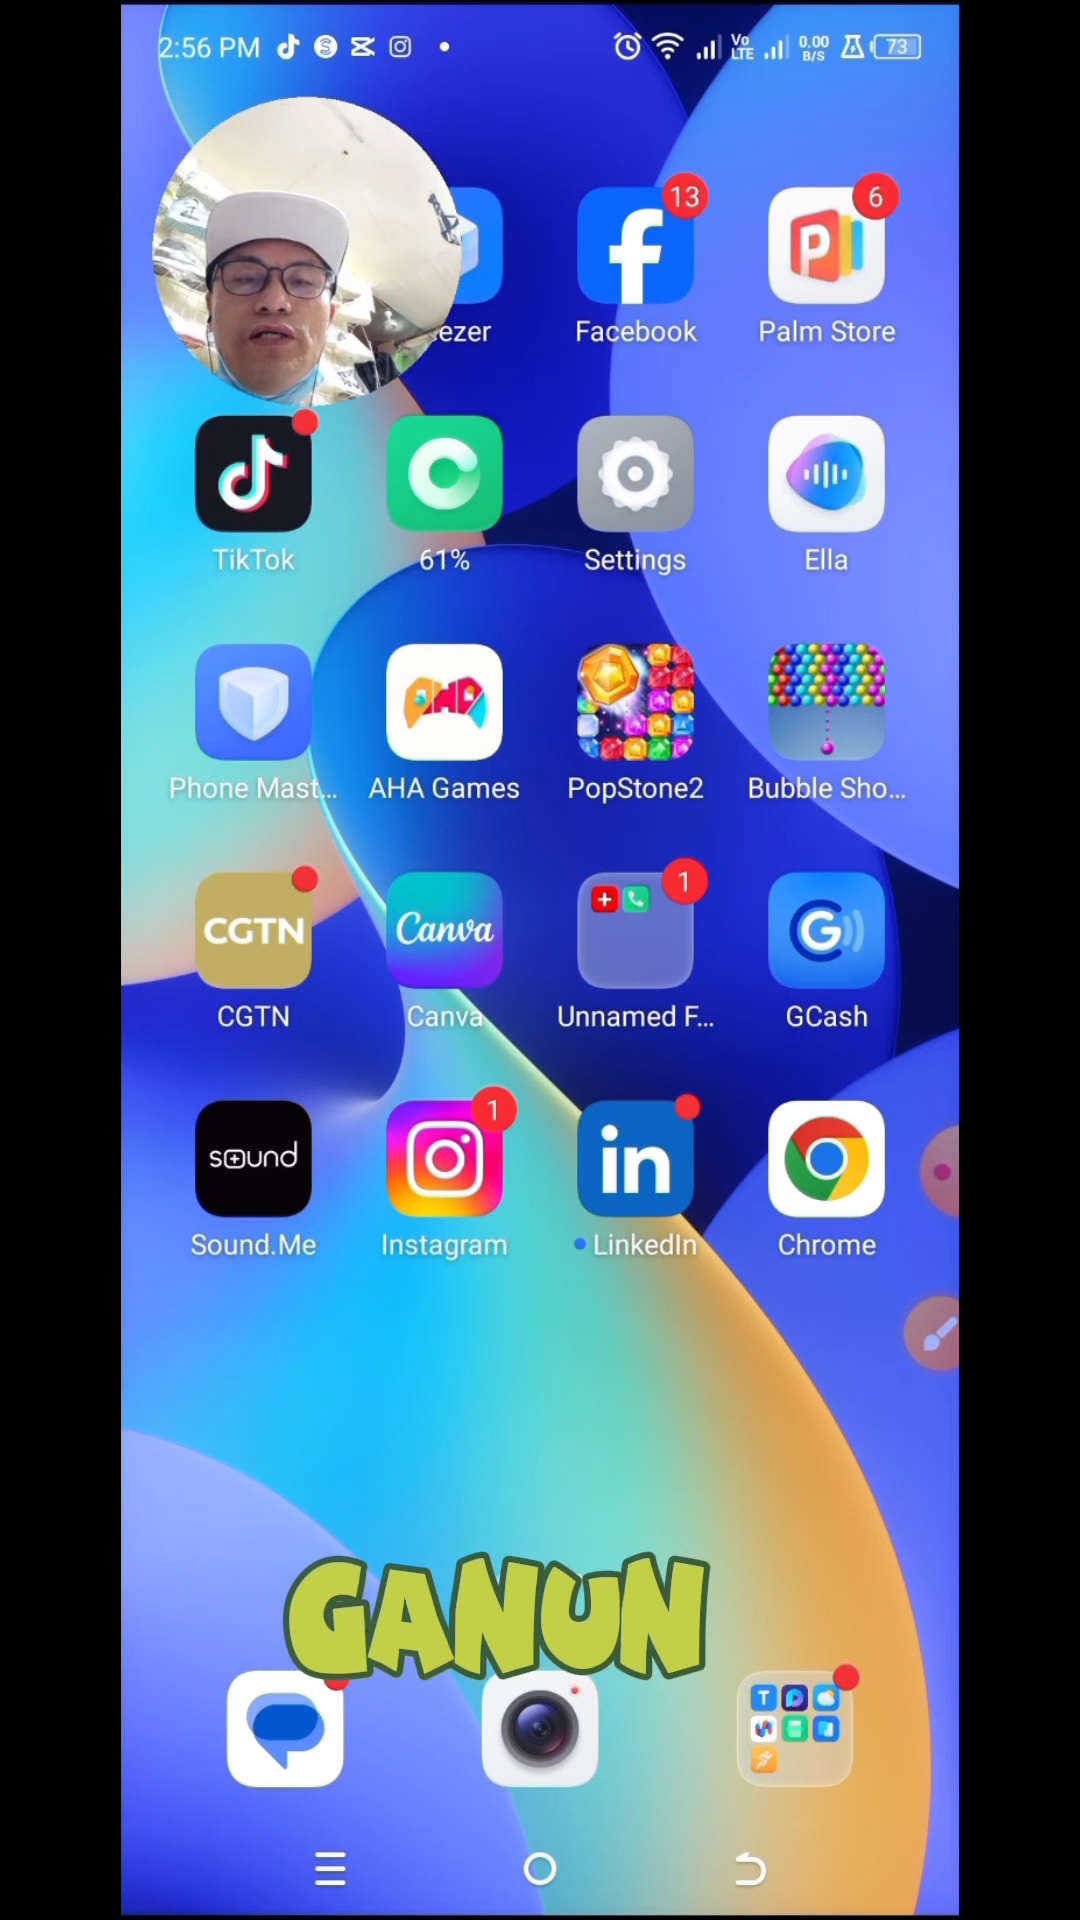 2:56 PM
Vo
LTE
0.00
B/S
73
13
6
ezer
Facebook
Palm Store
TikTok
61%
Settings
Ella
Phone Mast...
AHA Games
PopStone2
Bubble Sho...
CGTN
Canva
1
CGTN
Canva
Unnamed F...
GCash
sound
1
in
Sound.Me
Instagram
LinkedIn
Chrome
GANUN